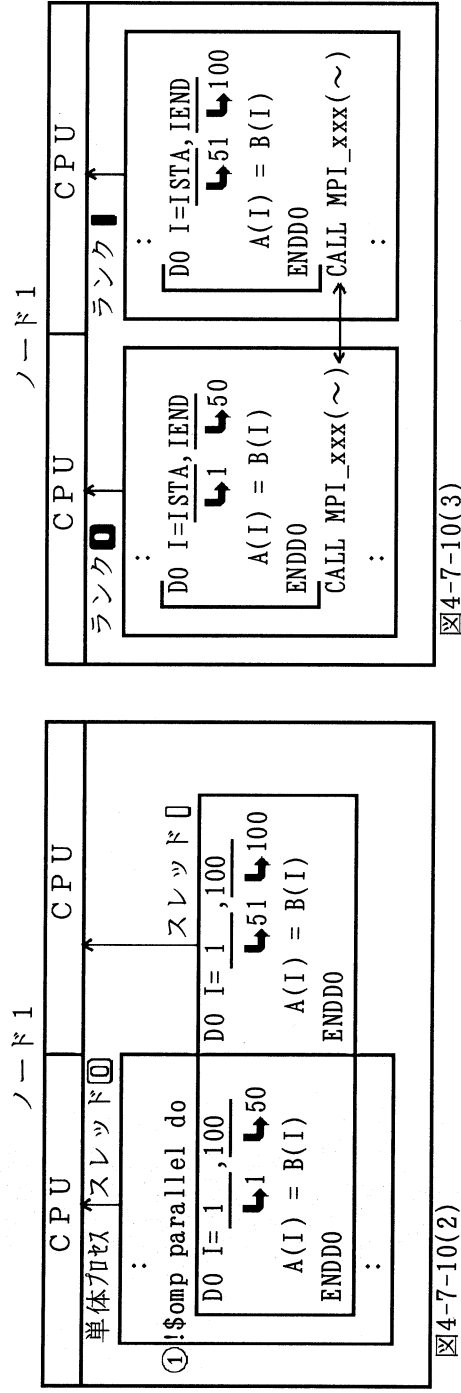 ノード1
CPU CPU
単体プロセス スレッド0
スレッド1
:
①!$omp parallel do
DO I= 1 ,100 DO I= 1 ,100
1 50 51 100
A(I) = B(I) A(I) = B(I)
ENDDO ENDDO
:
図4-7-10(2)
ノード1
CPU CPU
ランク0 ランク1
: :
DO I=ISTA,IEND DO I=ISTA,IEND
1 50 51 100
A(I) = B(I) A(I) = B(I)
ENDDO ENDDO
CALL MPI_xxx(~) CALL MPI_xxx(~)
: :
図4-7-10(3)